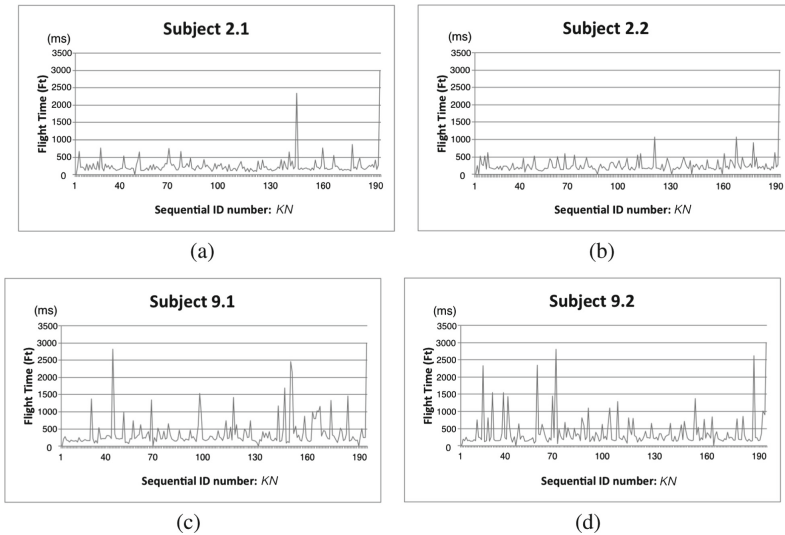 Subject 2.1
(ms)
Flight Time (Ft)
3500
3000
2500
2000
1500
1000
500
0
1 40 70 100 130 160 190
Sequential ID number: KN
(a)
Subject 2.2
(ms)
Flight Time (Ft)
3500
3000
2500
2000
1500
1000
500
0
1 40 70 100 130 160 190
Sequential ID number: KN
(b)
Subject 9.1
(ms)
Flight Time (Ft)
3500
3000
2500
2000
1500
1000
500
0
1 40 70 100 130 160 190
Sequential ID number: KN
(c)
Subject 9.2
(ms)
Flight Time (Ft)
3500
3000
2500
2000
1500
1000
500
0
1 40 70 100 130 160 190
Sequential ID number: KN
(d)